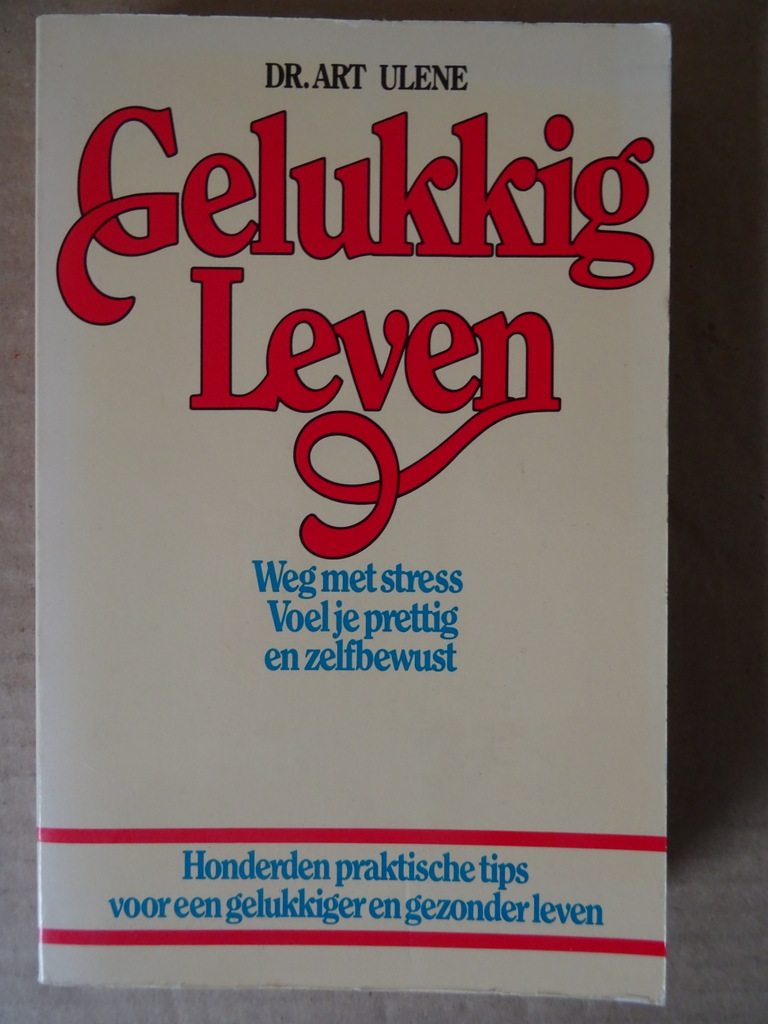 DR. ART ULENE
Gelukkig
Leven
Weg met stress
Voel je prettig
en zelfbewust
Honderden praktische tips
voor een gelukkiger en gezonder leven